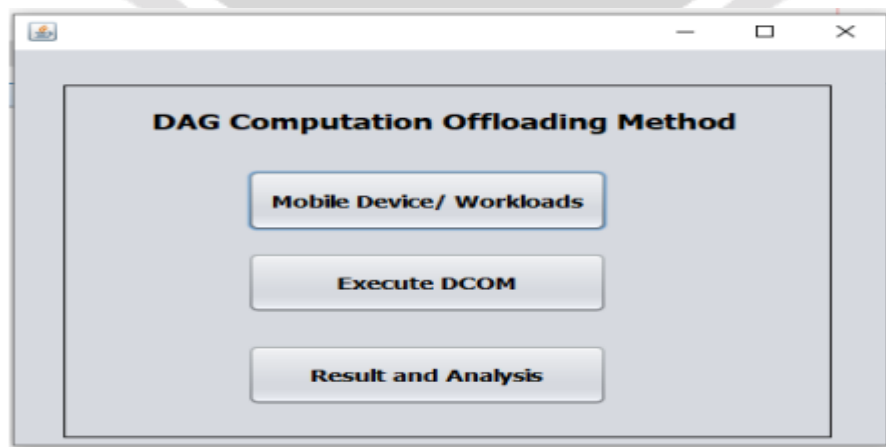 DAG Computation Offloading Method
Mobile Device/ Workloads
Execute DCOM
Result and Analysis